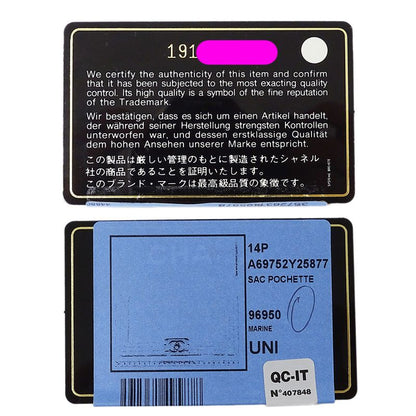 191
We certify the authenticity of this item and confirm
that it has been subjected to the most exacting quality
control. Its high quality is a symbol of the fine reputation
of the Trademark.
Wir bestätigen, dass es sich um einen Artikel handelt,
der während seiner Herstellung strengsten Kontrollen
unterworfen war, und dessen erstklassige Qualität
dem hohen Ansehen unserer Marke entspricht.
この製品は厳しい管理のもとに製造されたシャネル
社の商品であることを証明いたします。
このブランド・マークは最高級品質の象徴です。
14P
A69752Y25877
SAC POCHETTE
96950
MARINE
UNI
QC-IT
N°407848